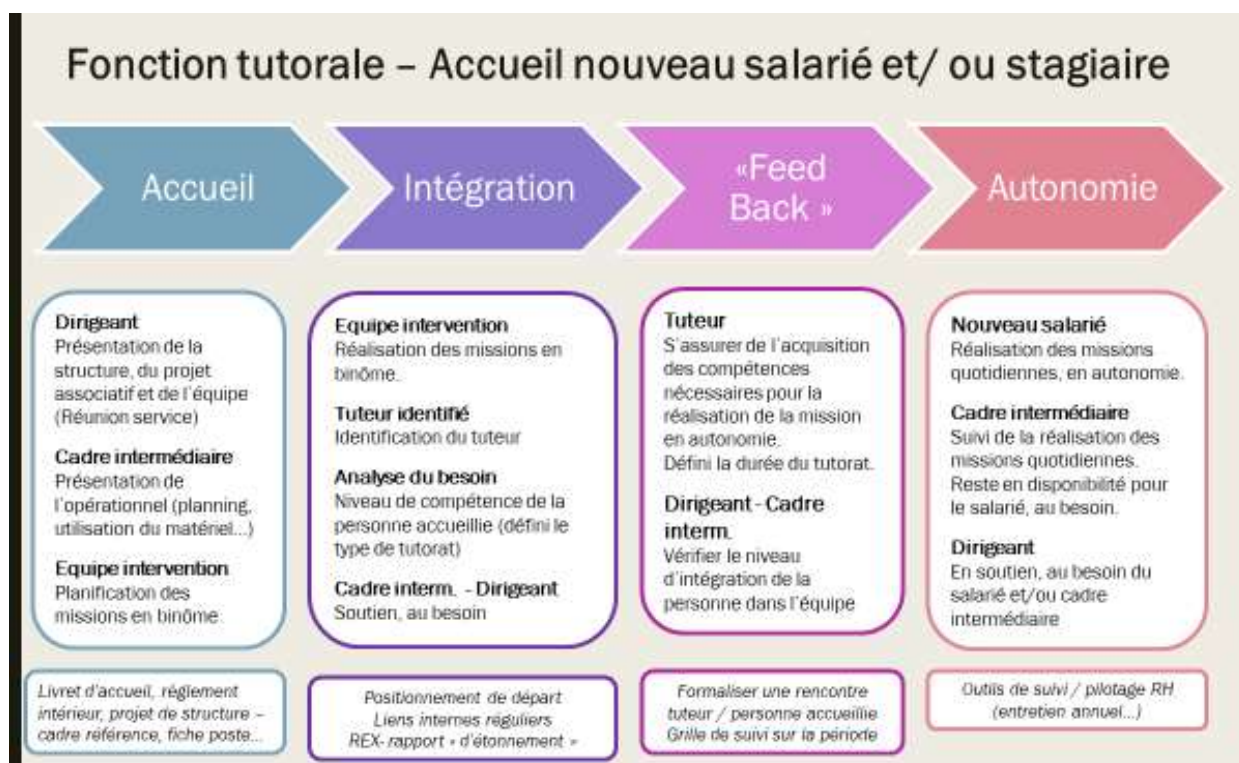 Fonction tutorale – Accueil nouveau salarié et/ ou stagiaire
Accueil
Intégration
«Feed
Back »
Autonomie
Dirigeant
Présentation de la
structure, du projet
associatif et de l'équipe
(Réunion service)
Cadre intermédiaire
Présentation de
l'opérationnel (planning,
utilisation du matériel...)
Equipe intervention
Planification des
missions en binôme
Equipe intervention
Réalisation des missions en
binôme.
Tuteur identifié
Identification du tuteur
Analyse du besoin
Niveau de compétence de la
personne accueillie (défini le
type de tutorat)
Cadre interm. - Dirigeant
Soutien, au besoin
Tuteur
S'assurer de l'acquisition
des compétences
nécessaires pour la
réalisation de la mission
en autonomie.
Défini la durée du tutorat.
Dirigeant - Cadre
interm.
Vérifier le niveau
d'intégration de la
personne dans l'équipe
Nouveau salarié
Réalisation des missions
quotidiennes, en autonomie.
Cadre intermédiaire
Suivi de la réalisation des
missions quotidiennes.
Reste en disponibilité pour
le salarié, au besoin.
Dirigeant
En soutien, au besoin du
salarié et/ou cadre
intermédiaire
Livret d'accueil, règlement
intérieur, projet de structure –
cadre référence, fiche poste...
Positionnement de départ
Liens internes réguliers
REX- rapport « d'étonnement »
Formaliser une rencontre
tuteur / personne accueillie
Grille de suivi sur la période
Outils de suivi / pilotage RH
(entretien annuel...)